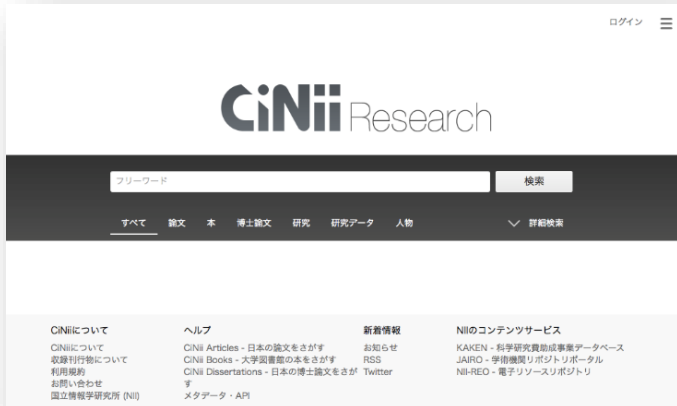 ログイン
CiNii Research
フリーワード
検索
すべて 論文 本 博士論文 研究 研究データ 人物 詳細検索
CiNiiについて
CiNiiについて
収録刊行物について
利用規約
お問い合わせ
国立情報学研究所 (NII)
ヘルプ
CiNii Articles - 日本の論文をさがす
CiNii Books - 大学図書館の本をさがす
CiNii Dissertations - 日本の博士論文をさが
す
メタデータ・API
新着情報
お知らせ
RSS
Twitter
NIIのコンテンツサービス
KAKEN - 科学研究費助成事業データベース
JAIRO - 学術機関リポジトリポータル
NII-REO - 電子リソースリポジトリ